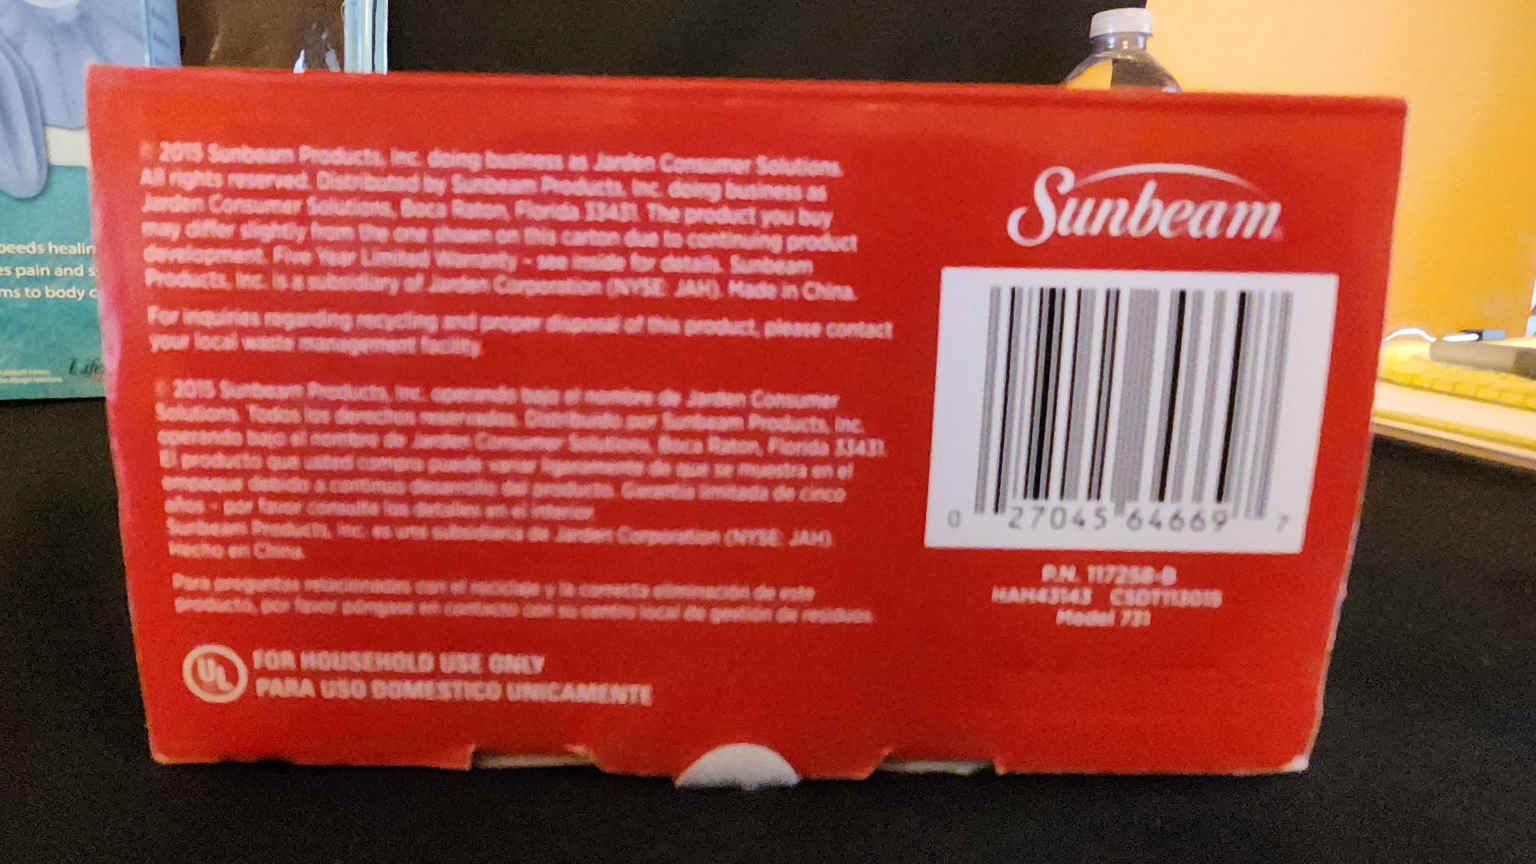 © 2015 Sunbeam Products, Inc. doing business as Jarden Consumer Solutions.
All rights reserved. Distributed by Sunbeam Products, Inc. doing business as
Jarden Consumer Solutions, Boca Raton, Florida 33431. The product you buy
may differ slightly from the one shown on this carton due to continuing product
development. Five Year Limited Warranty - see inside for details. Sunbeam
Products, Inc. is a subsidiary of Jarden Corporation (NYSE: JAH). Made in China.
For inquiries regarding recycling and proper disposal of this product, please contact
your local waste management facility.
© 2015 Sunbeam Products, Inc. operando bajo el nombre de Jarden Consumer
Solutions. Todos los derechos reservados. Distribuido por Sunbeam Products, Inc.
operando bajo el nombre de Jarden Consumer Solutions, Boca Raton, Florida 33431.
El producto que usted compra puede variar ligeramente de que se muestra en el
empaque debido a continuo desarrollo del producto. Garantía limitada de cinco
años - por favor consulte los detalles en el interior.
Sunbeam Products, Inc. es una subsidiaria de Jarden Corporation (NYSE: JAH).
Hecho en China.
Para preguntas relacionadas con el reciclaje y la correcta eliminación de este
producto, por favor póngase en contacto con su centro local de gestión de residuos.
UL
FOR HOUSEHOLD USE ONLY
PARA USO DOMESTICO UNICAMENTE
Sunbeam
0 27045 64669 7
P.N. 117258-B
Model 731
eeds healin
es pain and s
ms to body c
Life